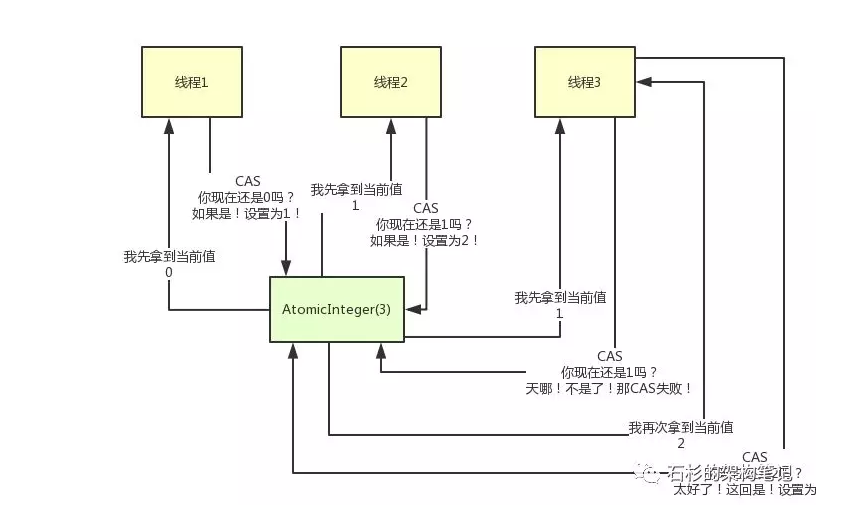 线程1
线程2
线程3
CAS
你现在还是0吗？
如果是！设置为1！
我先拿到当前值
1
CAS
你现在还是1吗？
如果是！设置为2！
我先拿到当前值
0
AtomicInteger(3)
我先拿到当前值
1
CAS
你现在还是1吗？
天哪！不是了！那CAS失败！
我再次拿到当前值
2
CAS
2吗？
石杉的架构笔记
太好了！这回是！设置为